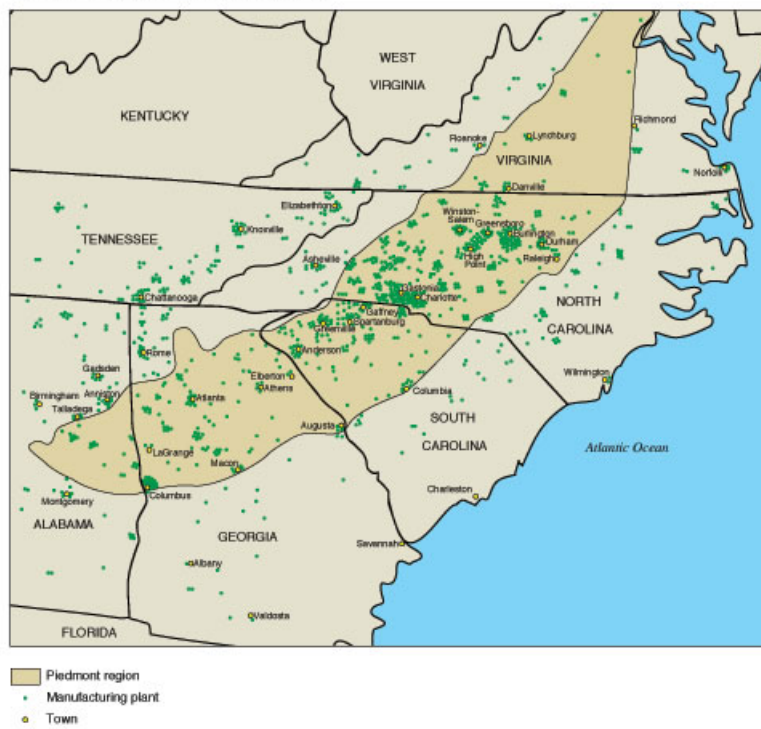 WEST
VIRGINIA
KENTUCKY
Richmond
Roanoke
Lynchburg
VIRGINIA
Norfolk
Danville
Elizabethton
Winston-
Salem
Greensboro
Burlington
Knoxville
TENNESSEE
Durham
High
Point
Raleigh
Asheville
Chattanooga
Gastonia
Charlotte
NORTH
CAROLINA
Gaffney
Spartanburg
Greenville
Rome
Anderson
Gadsden
Elberton
Athens
Wilmington
Birmingham
Anniston
Atlanta
Columbia
Talladega
SOUTH
CAROLINA
Augusta
Atlantic Ocean
LaGrange
Macon
Montgomery
Columbus
Charleston
ALABAMA
GEORGIA
Savannah
Albany
Valdosta
FLORIDA
Piedmont region
Manufacturing plant
Town